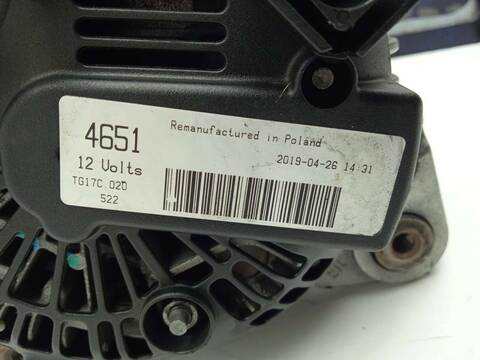 4651
Remanufactured in Poland
12 Volts
2019-04-26 14:31
TG17C 020
522